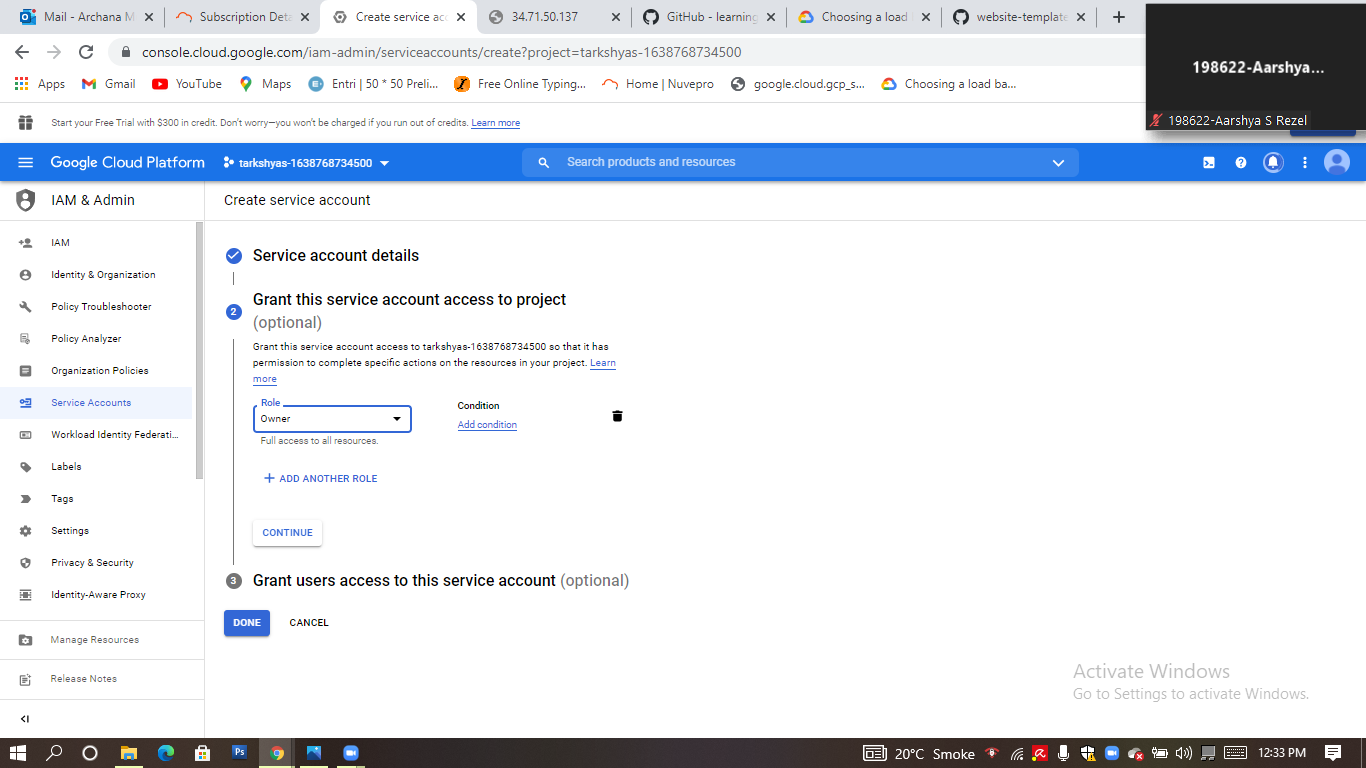 Mail - Archana M
Subscription Deta
Create service acc
34.71.50.137
GitHub - learning
Choosing a load
website-template
console.cloud.google.com/iam-admin/serviceaccounts/create?project=tarkshyas-1638768734500
Apps
Gmail
YouTube
Maps
Entri | 50 * 50 Preli...
Free Online Typing...
Home | Nuvepro
google.cloud.gcp_s...
Choosing a load ba...
198622-Aarshya...
198622-Aarshya S Rezel
Start your Free Trial with $300 in credit. Don't worry—you won't be charged if you run out of credits. Learn more
Google Cloud Platform
tarkshyas-1638768734500
Search products and resources
IAM & Admin
Create service account
IAM
Identity & Organization
Policy Troubleshooter
Policy Analyzer
Organization Policies
Service Accounts
Workload Identity Federati...
Labels
Tags
Settings
Privacy & Security
Identity-Aware Proxy
Manage Resources
Release Notes
Service account details
2
Grant this service account access to project
(optional)
Grant this service account access to tarkshyas-1638768734500 so that it has
permission to complete specific actions on the resources in your project. Learn
more
Role
Owner
Full access to all resources.
Condition
Add condition
ADD ANOTHER ROLE
CONTINUE
3
Grant users access to this service account (optional)
DONE
CANCEL
Activate Windows
Go to Settings to activate Windows.
Ps
20°C Smoke
12:33 PM